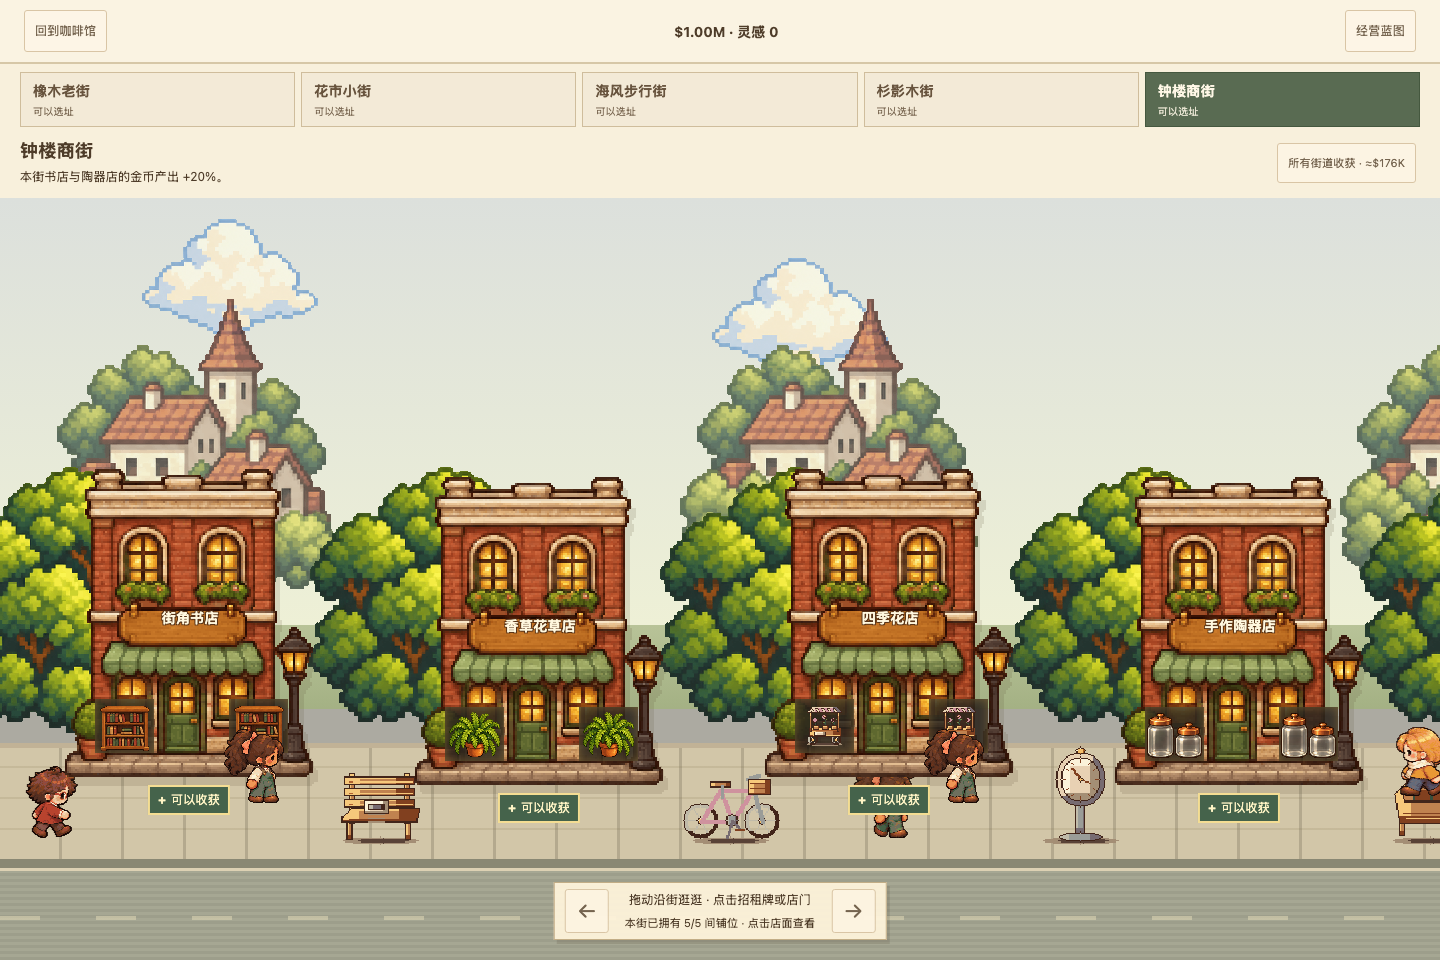 回到咖啡馆
$1.00M · 灵感 0
经营蓝图
橡木老街
可以选址
花市小街
可以选址
海风步行街
可以选址
杉影木街
可以选址
钟楼商街
可以选址
钟楼商街
本街书店与陶器店的金币产出 +20%。
所有街道收获 · ≈$176K
街角书店
香草花草店
四季花店
手作陶器店
+ 可以收获
+ 可以收获
+ 可以收获
+ 可以收获
← 拖动沿街逛逛 · 点击招租牌或店门 →
本街已拥有 5/5 间铺位 · 点击店面查看